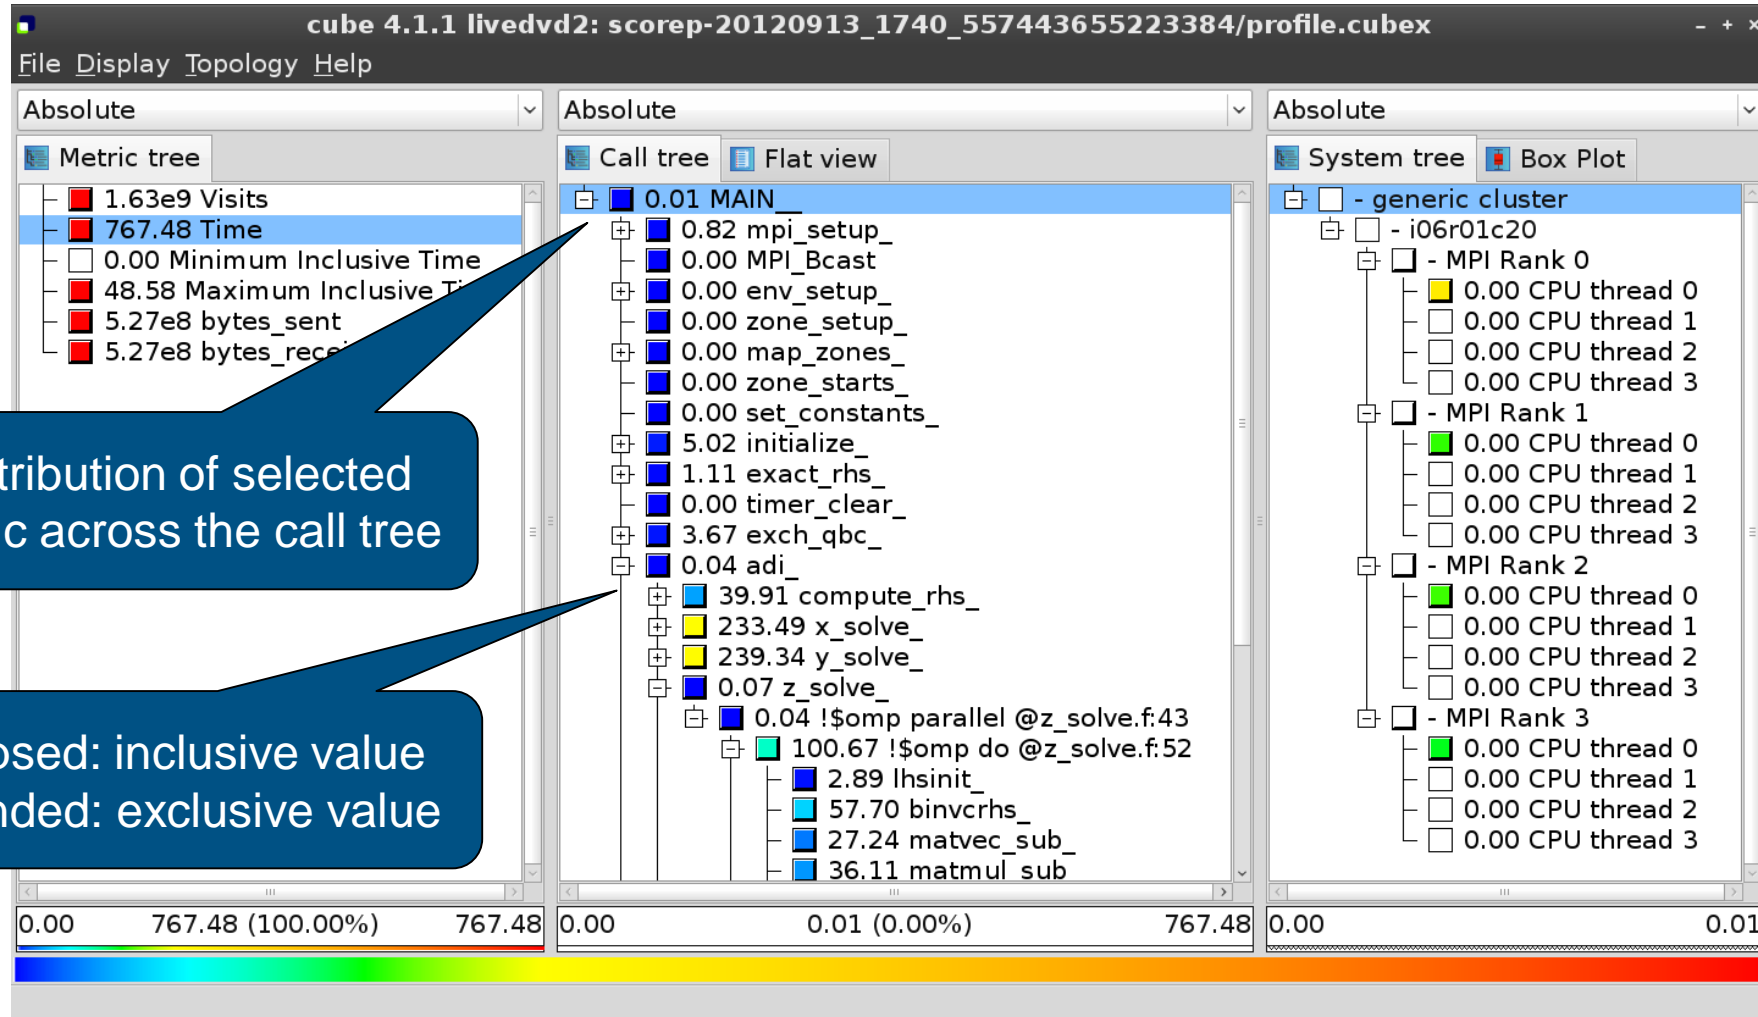 cube 4.1.1 livedvd2: scorep-20120913_1740_557443655223384/profile.cubex
File Display Topology Help
Absolute
Metric tree
1.63e9 Visits
767.48 Time
0.00 Minimum Inclusive Time
48.58 Maximum Inclusive
5.27e8 bytes_sent
5.27e8
0.00 767.48 (100.00%) 767.48
Absolute
Call tree Flat view
0.01 MAIN__
0.82 mpi_setup_
0.00 MPI_Bcast
0.00 env_setup_
0.00 zone_setup_
0.00 map_zones_
0.00 zone_starts_
0.00 set_constants_
5.02 initialize_
1.11 exact_rhs_
0.00 timer_clear_
3.67 exch_qbc_
0.04 adi_
39.91 compute_rhs_
233.49 x_solve_
239.34 y_solve_
0.07 z_solve_
0.04 !$omp parallel @z_solve.f:43
100.67 !$omp do @z_solve.f:52
2.89 lhsinit_
57.70 binvcrhs_
27.24 matvec_sub_
36.11 matmul_sub
0.00 0.01 (0.00%) 767.48
Absolute
System tree Box Plot
- generic cluster
- i06r01c20
- MPI Rank 0
0.00 CPU thread 0
0.00 CPU thread 1
0.00 CPU thread 2
0.00 CPU thread 3
- MPI Rank 1
0.00 CPU thread 0
0.00 CPU thread 1
0.00 CPU thread 2
0.00 CPU thread 3
- MPI Rank 2
0.00 CPU thread 0
0.00 CPU thread 1
0.00 CPU thread 2
0.00 CPU thread 3
- MPI Rank 3
0.00 CPU thread 0
0.00 CPU thread 1
0.00 CPU thread 2
0.00 CPU thread 3
0.00 0.01
tribution of selected
c across the call tree
osed: inclusive value
nded: exclusive value